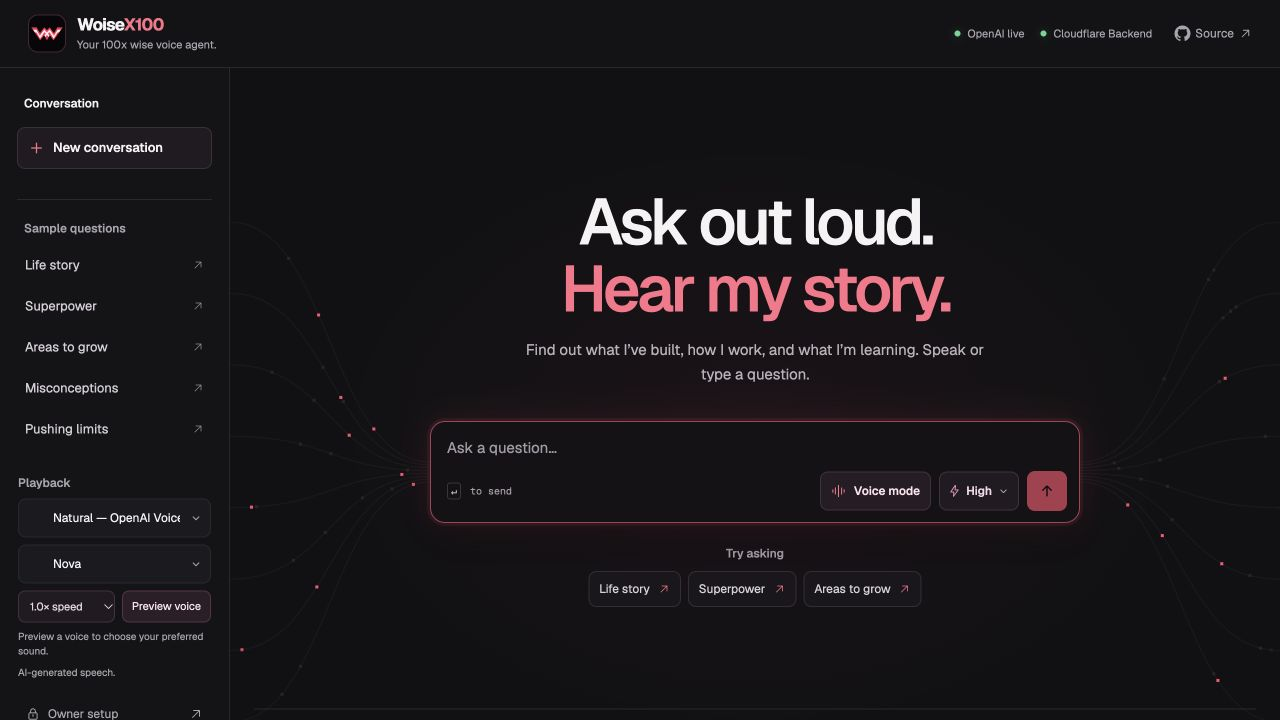 WoiseX100
Your 100x wise voice agent.
OpenAI live
Cloudflare Backend
Source
Conversation
New conversation
Sample questions
Life story
Superpower
Areas to grow
Misconceptions
Pushing limits
Playback
Natural — OpenAI Voice
Nova
1.0× speed
Preview voice
Preview a voice to choose your preferred
sound.
AI-generated speech.
Owner setup
Ask out loud.
Hear my story.
Find out what I’ve built, how I work, and what I’m learning. Speak or
type a question.
Ask a question…
↵ to send
Voice mode
High
Try asking
Life story
Superpower
Areas to grow